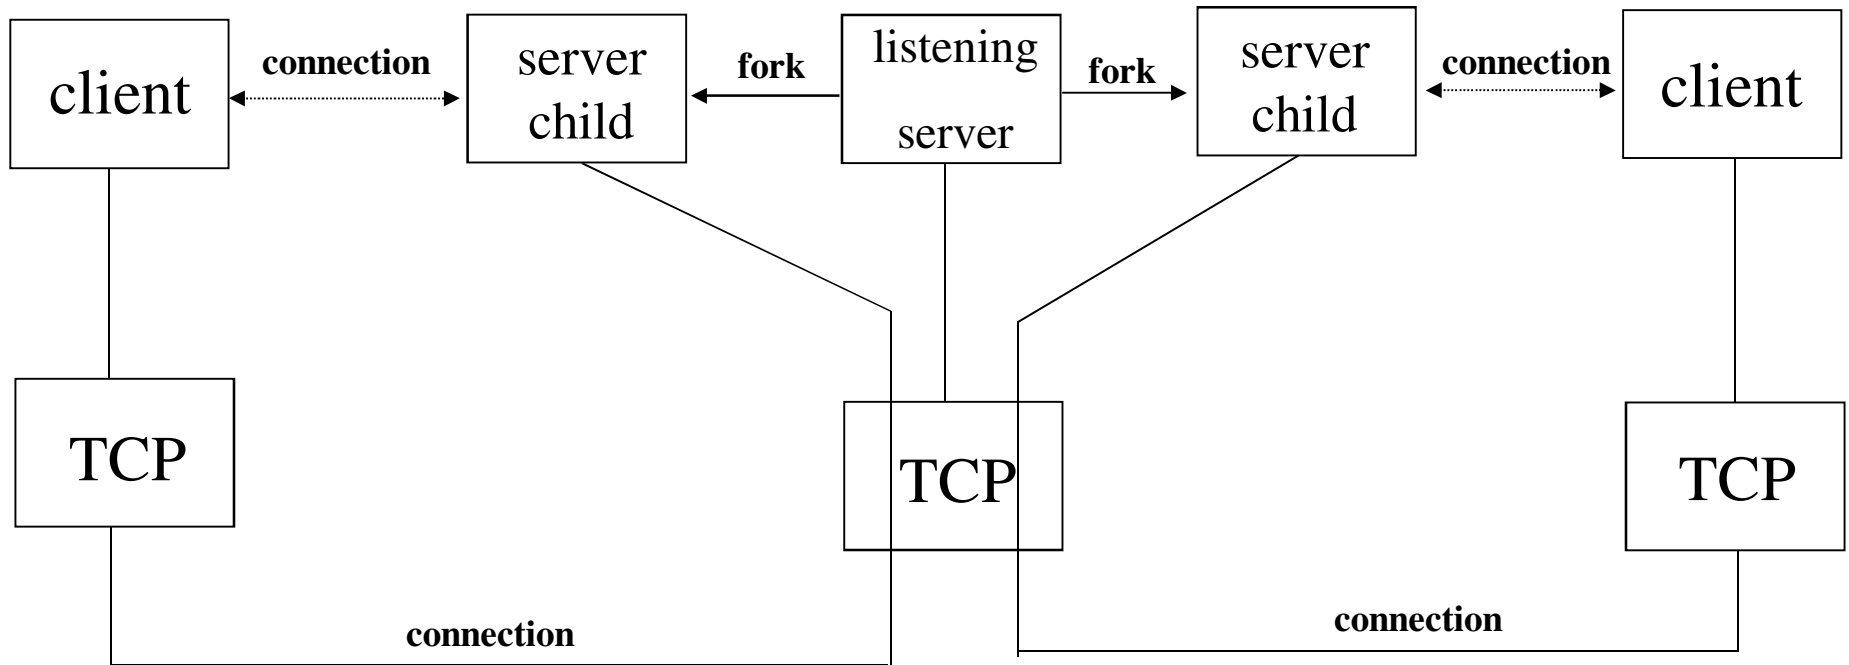 client
connection
server
child
fork
listening
server
fork
server
child
connection
client
TCP
TCP
TCP
connection
connection